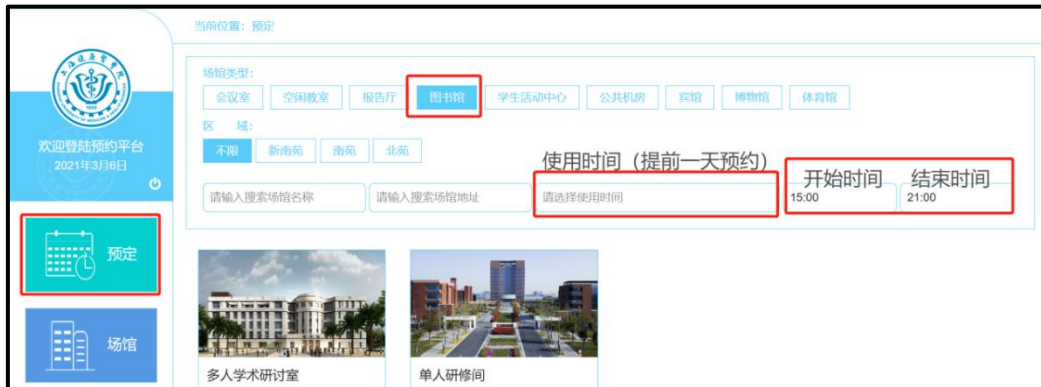 当前位置：预定
场馆类型：
会议室 空闲教室 报告厅 图书馆 学生活动中心 公共机房 宾馆 博物馆 体育馆
区 域：
不限 新南苑 南苑 北苑
使用时间（提前一天预约）
开始时间 结束时间
请输入搜索场馆名称 请输入搜索场馆地址 请选择使用时间 15:00 21:00
欢迎登陆预约平台
2021年3月6日
预定
场馆
多人学术研讨室 单人研修间